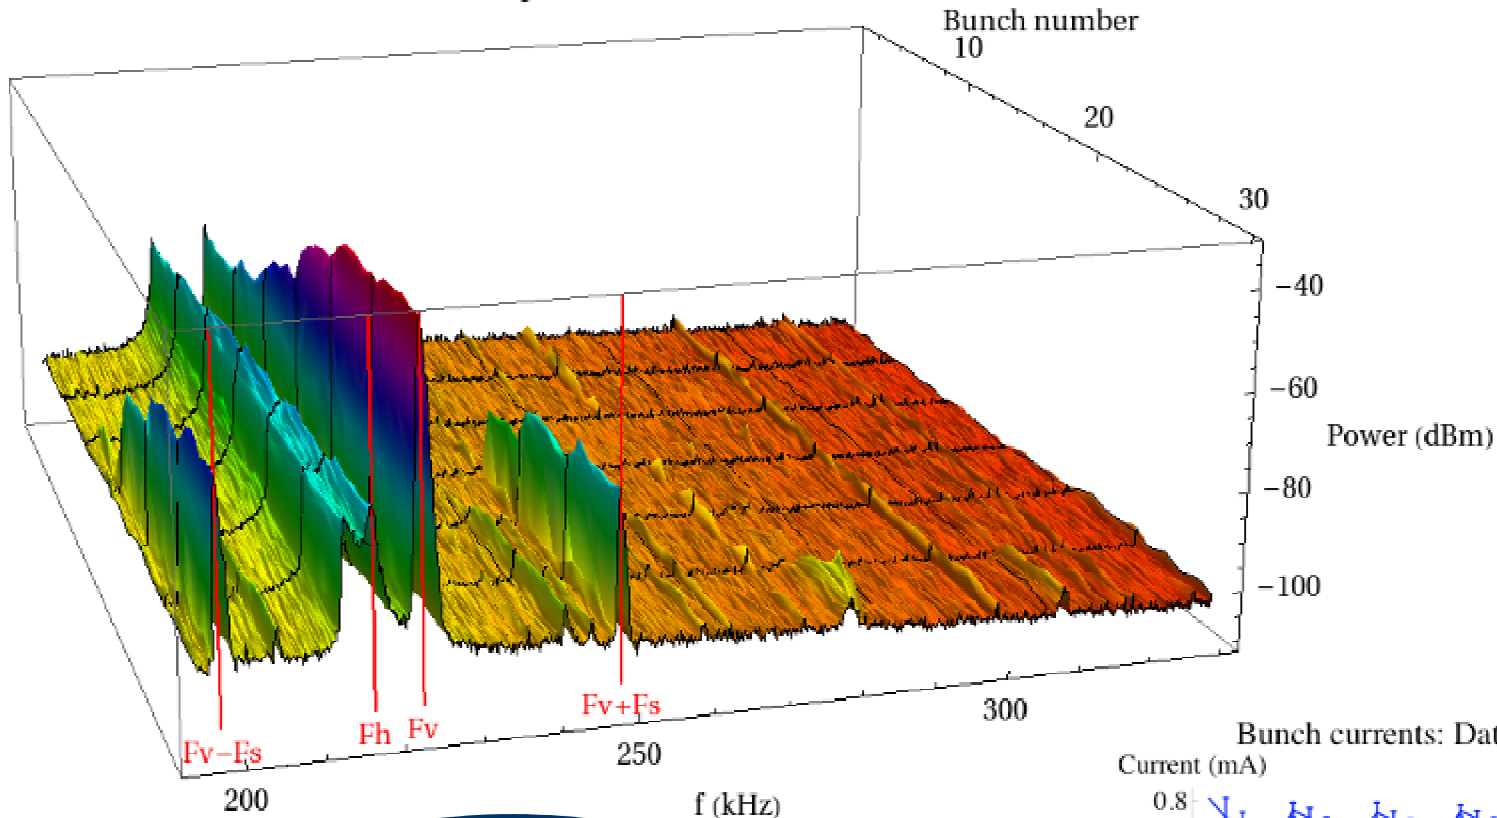 Bunch number
10
20
30
−40
−60
Power (dBm)
−80
−100
Fv−Fs
Fh
Fv
Fv+Fs
200
250
300
f (kHz)
Bunch currents: Dat
Current (mA)
0.8